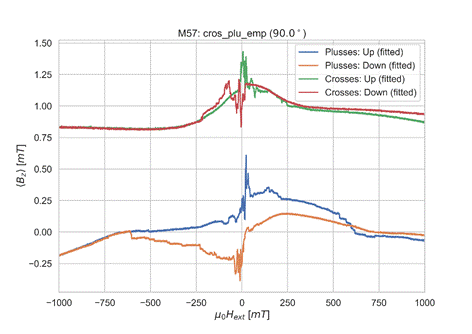 M57: cros_plu_emp (90.0°)
Plusses: Up (fitted)
Plusses: Down (fitted)
Crosses: Up (fitted)
Crosses: Down (fitted)
⟨B_z⟩ [mT]
1.50
1.25
1.00
0.75
0.50
0.25
0.00
−0.25
−1000 −750 −500 −250 0 250 500 750 1000
μ₀H_ext [mT]